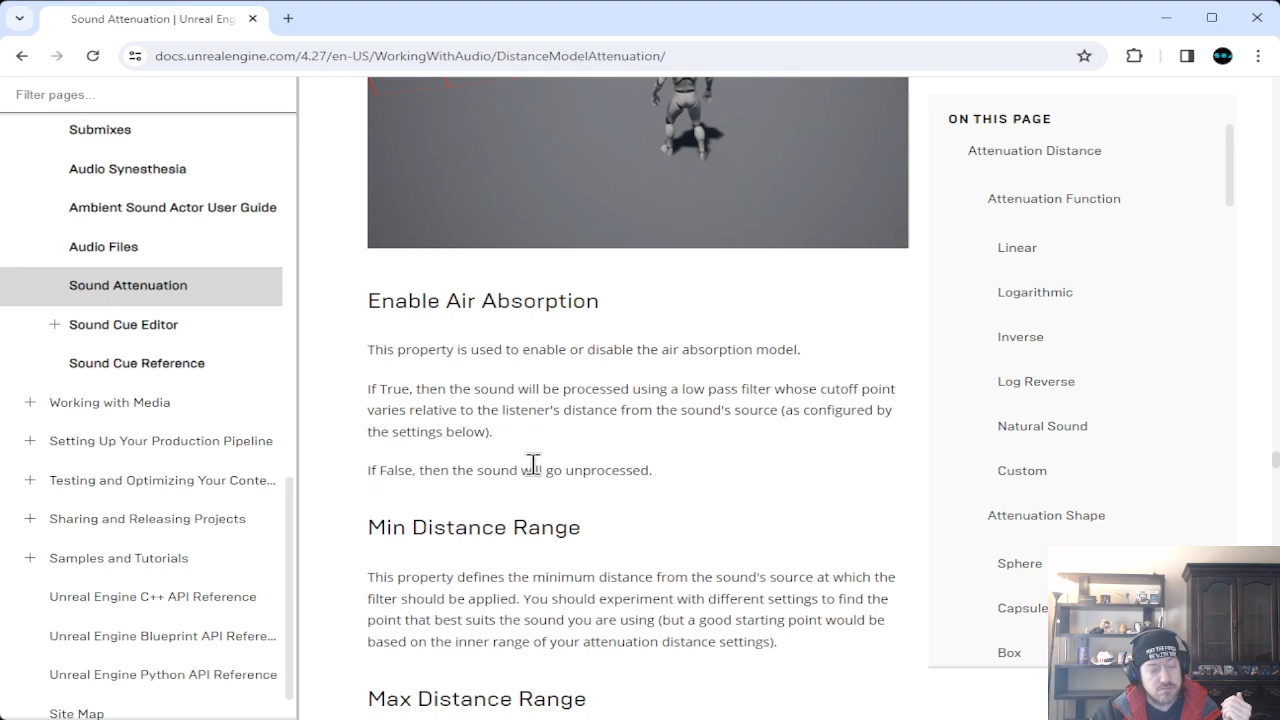 Sound Attenuation | Unreal Eng
docs.unrealengine.com/4.27/en-US/WorkingWithAudio/DistanceModelAttenuation/
Filter pages...
Submixes
Audio Synesthesia
Ambient Sound Actor User Guide
Audio Files
Sound Attenuation
Sound Cue Editor
Sound Cue Reference
Working with Media
Setting Up Your Production Pipeline
Testing and Optimizing Your Conte...
Sharing and Releasing Projects
Samples and Tutorials
Unreal Engine C++ API Reference
Unreal Engine Blueprint API Refere...
Unreal Engine Python API Reference
Site Map
Enable Air Absorption
This property is used to enable or disable the air absorption model.
If True, then the sound will be processed using a low pass filter whose cutoff point
varies relative to the listener's distance from the sound's source (as configured by
the settings below).
If False, then the sound will go unprocessed.
Min Distance Range
This property defines the minimum distance from the sound's source at which the
filter should be applied. You should experiment with different settings to find the
point that best suits the sound you are using (but a good starting point would be
based on the inner range of your attenuation distance settings).
Max Distance Range
ON THIS PAGE
Attenuation Distance
Attenuation Function
Linear
Logarithmic
Inverse
Log Reverse
Natural Sound
Custom
Attenuation Shape
Sphere
Capsule
Box
STAR WARS